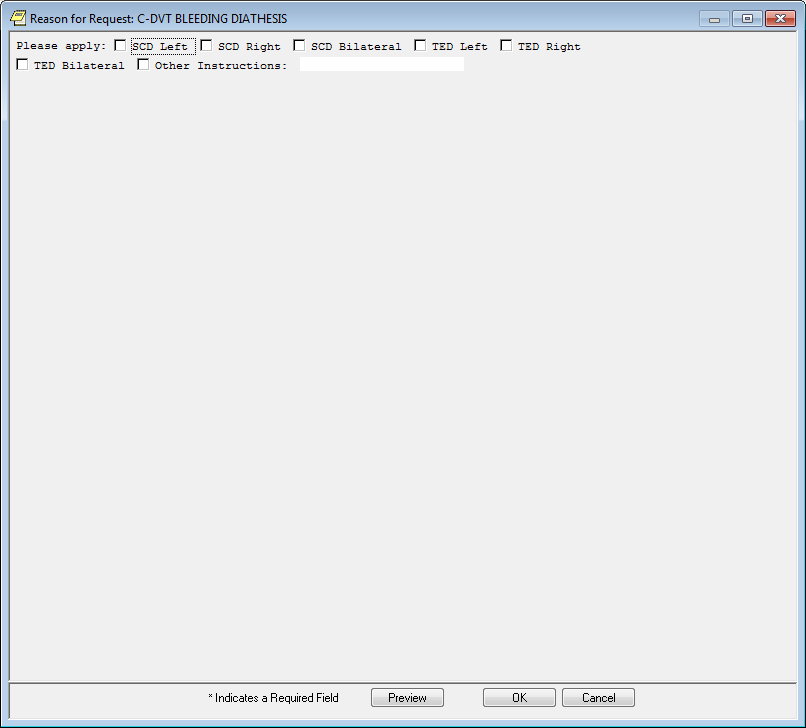 Reason for Request: C-DVT BLEEDING DIATHESIS
Please apply: SCD Left SCD Right SCD Bilateral TED Left TED Right
TED Bilateral Other Instructions:
* Indicates a Required Field Preview OK Cancel